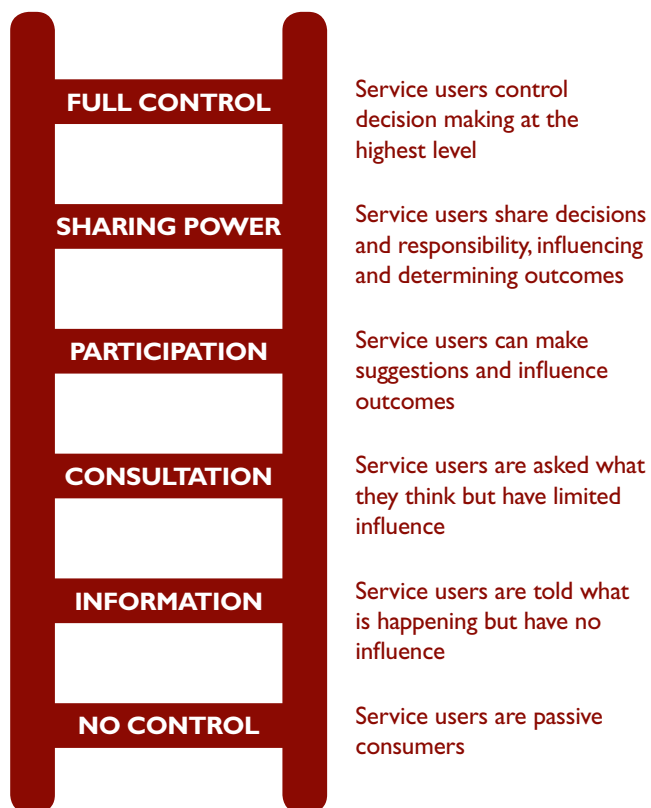 FULL CONTROL
Service users control
decision making at the
highest level
SHARING POWER
Service users share decisions
and responsibility, influencing
and determining outcomes
PARTICIPATION
Service users can make
suggestions and influence
outcomes
CONSULTATION
Service users are asked what
they think but have limited
influence
INFORMATION
Service users are told what
is happening but have no
influence
NO CONTROL
Service users are passive
consumers